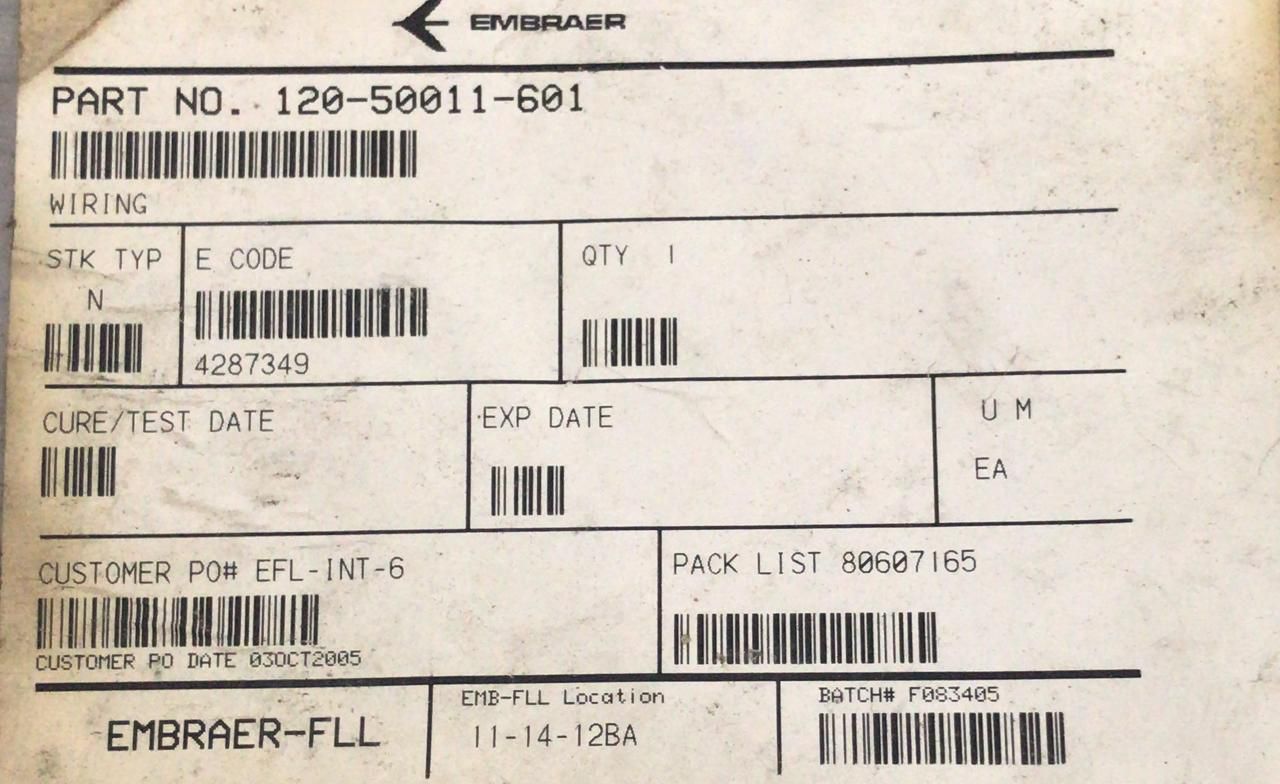 EMBRAER
PART NO. 120-50011-601
WIRING
STK TYP
N
E CODE
4287349
QTY 1
CURE/TEST DATE
EXP DATE
U M
EA
CUSTOMER PO# EFL-INT-6
CUSTOMER PO DATE 03OCT2005
PACK LIST 80607165
EMBRAER-FLL
EMB-FLL Location
11-14-12BA
BATCH# F083405